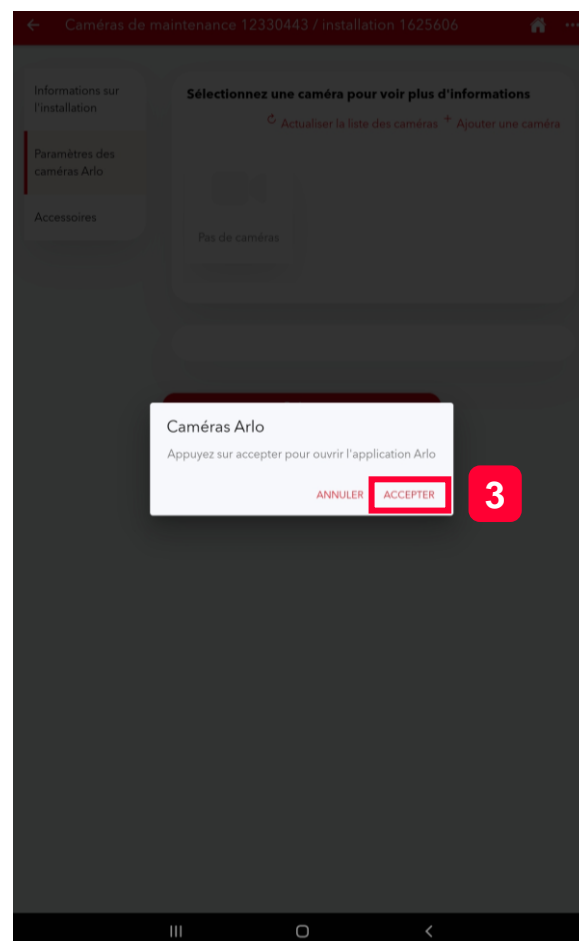 Caméras de maintenance 12330443 / installation 1625606
Informations sur
l'installation
Paramètres des
caméras Arlo
Accessoires
Sélectionnez une caméra pour voir plus d'informations
Actualiser la liste des caméras + Ajouter une caméra
Pas de caméras
Caméras Arlo
Appuyez sur accepter pour ouvrir l'application Arlo
ANNULER ACCEPTER
3